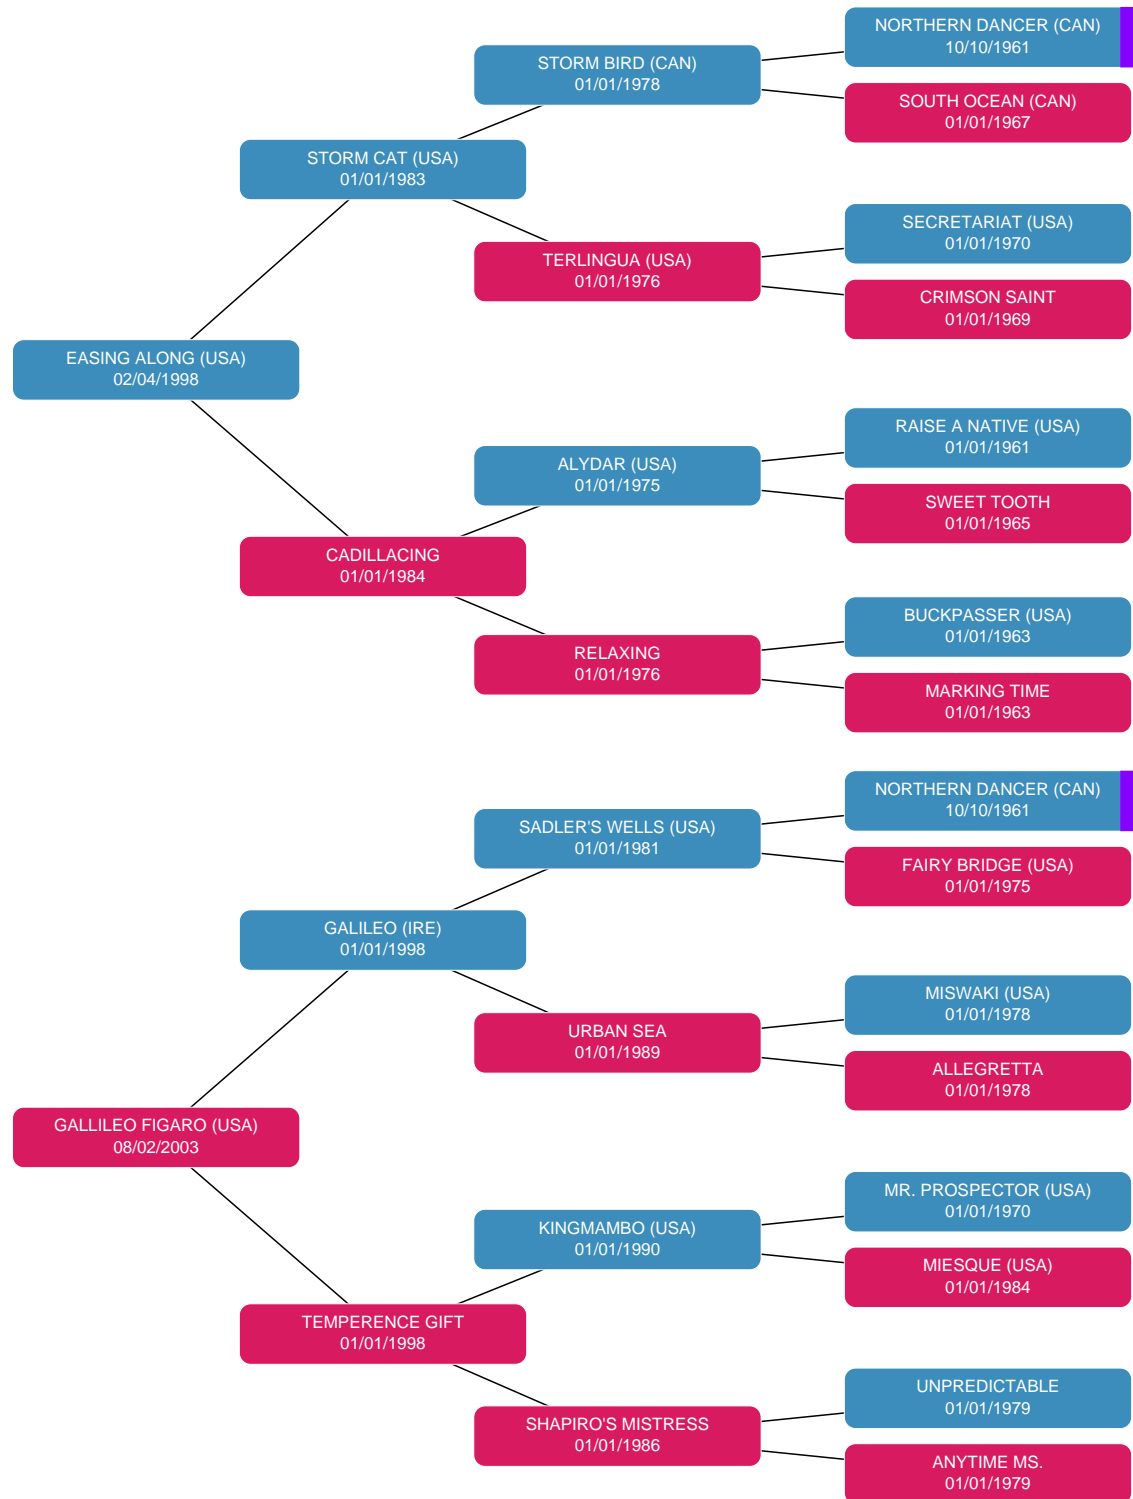 NORTHERN DANCER (CAN)
10/10/1961
STORM BIRD (CAN)
01/01/1978
SOUTH OCEAN (CAN)
01/01/1967
STORM CAT (USA)
01/01/1983
SECRETARIAT (USA)
01/01/1970
TERLINGUA (USA)
01/01/1976
CRIMSON SAINT
01/01/1969
EASING ALONG (USA)
02/04/1998
RAISE A NATIVE (USA)
01/01/1961
ALYDAR (USA)
01/01/1975
SWEET TOOTH
01/01/1965
CADILLACING
01/01/1984
BUCKPASSER (USA)
01/01/1963
RELAXING
01/01/1976
MARKING TIME
01/01/1963
NORTHERN DANCER (CAN)
10/10/1961
SADLER'S WELLS (USA)
01/01/1981
FAIRY BRIDGE (USA)
01/01/1975
GALILEO (IRE)
01/01/1998
MISWAKI (USA)
01/01/1978
URBAN SEA
01/01/1989
ALLEGRETTA
01/01/1978
GALLILEO FIGARO (USA)
08/02/2003
MR. PROSPECTOR (USA)
01/01/1970
KINGMAMBO (USA)
01/01/1990
MIESQUE (USA)
01/01/1984
TEMPERENCE GIFT
01/01/1998
UNPREDICTABLE
01/01/1979
SHAPIRO'S MISTRESS
01/01/1986
ANYTIME MS.
01/01/1979